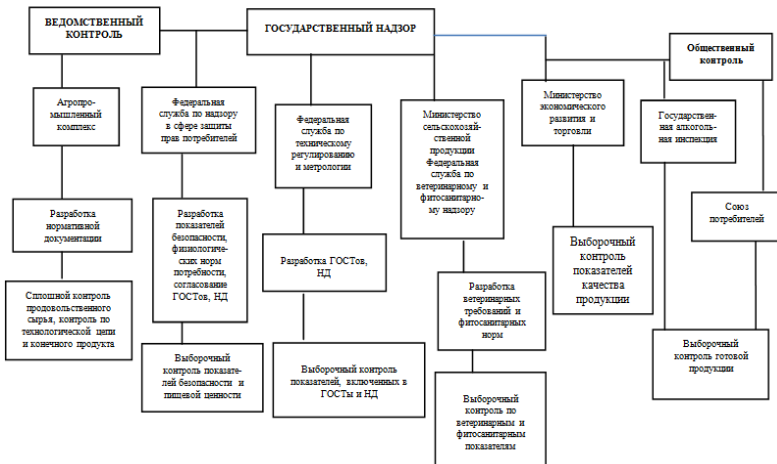 ВЕДОМСТВЕННЫЙ
КОНТРОЛЬ
ГОСУДАРСТВЕННЫЙ НАДЗОР
Общественный
контроль
Агропро-
мышленный
комплекс
Федеральная
служба по надзору
в сфере защиты
прав потребителей
Федеральная
служба по
техническому
регулированию
и метрологии
Министерство
сельскохозяй-
ственной
продукции
Федеральная
служба по
ветеринарному и
фитосанитар-
ному надзору
Министерство
экономического
развития и
торговли
Государствен-
ная алкоголь-
ная инспекция
Разработка
нормативной
документации
Разработка
показателей
безопасности,
физиологичес-
ких норм
потребности,
согласование
ГОСТов, НД
Разработка ГОСТов,
НД
Разработка
ветеринарных
требований и
фитосанитарных
норм
Выборочный
контроль
показателей
качества
продукции
Союз
потребителей
Сплошной контроль
продовольственного
сырья, контроль по
технологической цепи
и конечного продукта
Выборочный
контроль показате-
лей безопасности и
пищевой ценности
Выборочный контроль
показателей, включенных в
ГОСТы и НД
Выборочный
контроль по
ветеринарным и
фитосанитарным
показателям
Выборочный
контроль готовой
продукции